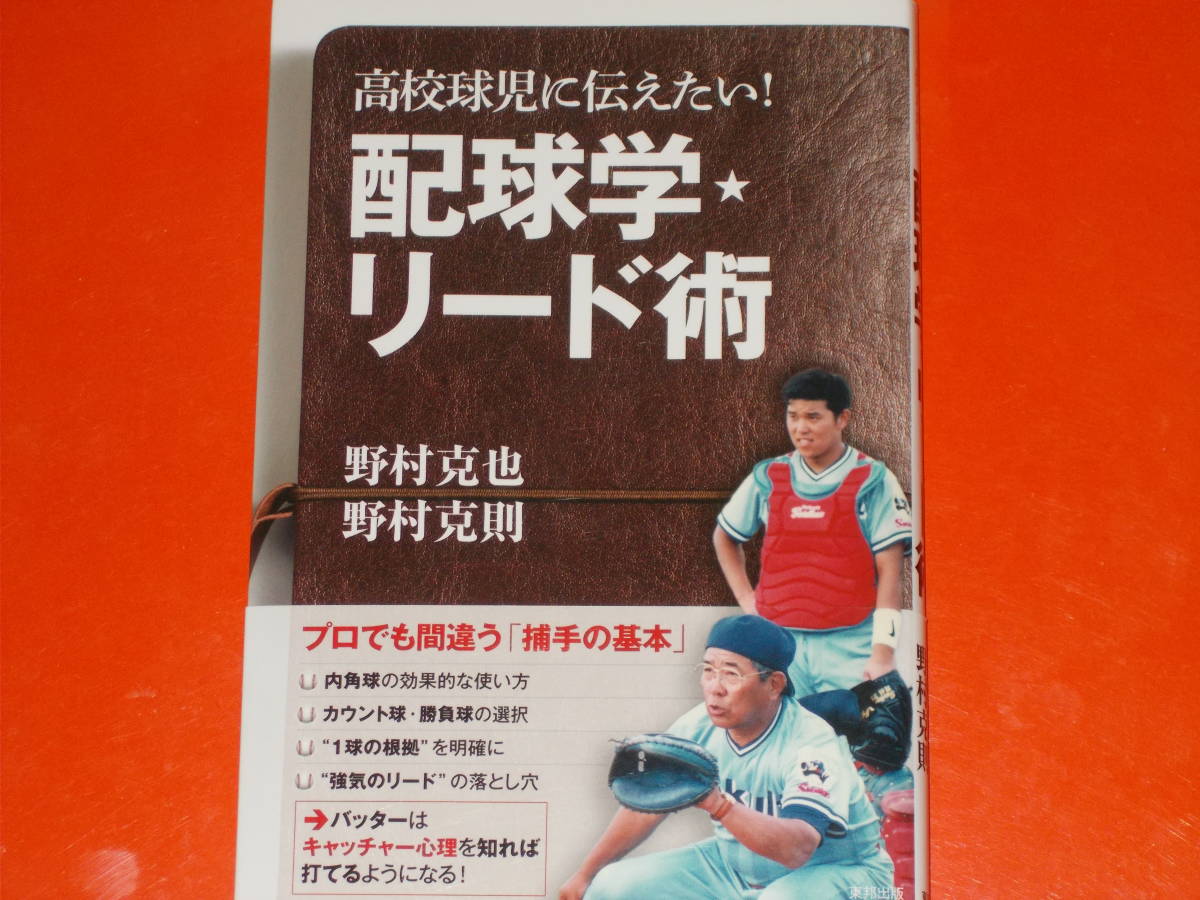 高校球児に伝えたい!
配球学★
リード術
野村克也
野村克則
プロでも間違う「捕手の基本」
内角球の効果的な使い方
カウント球・勝負球の選択
“1球の根拠”を明確に
“強気のリード”の落とし穴
→バッターは
キャッチャー心理を知れば
打てるようになる!
東邦出版
野村克則